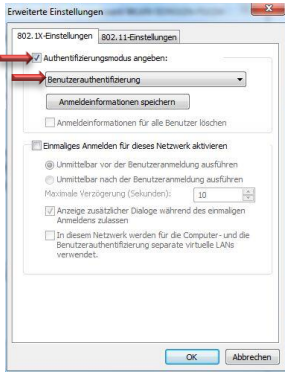 Erweiterte Einstellungen
802.1X-Einstellungen 802.11-Einstellungen
Authentifizierungsmodus angeben:
Benutzerauthentifizierung
Anmeldeinformationen speichern
Anmeldeinformationen für alle Benutzer löschen
Einmaliges Anmelden für dieses Netzwerk aktivieren
Unmittelbar vor der Benutzeranmeldung ausführen
Unmittelbar nach der Benutzeranmeldung ausführen
Maximale Verzögerung (Sekunden): 10
Anzeige zusätzlicher Dialoge während des einmaligen
Anmeldens zulassen
In diesem Netzwerk werden für die Computer- und die
Benutzerauthentifizierung separate virtuelle LANs
verwendet.
OK Abbrechen